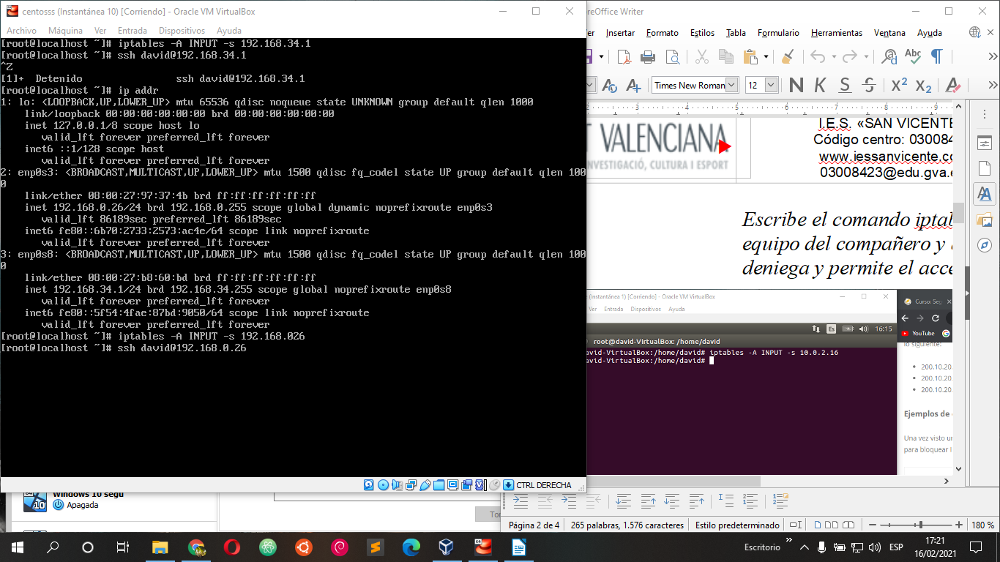 centosss (Instantánea 10) [Corriendo] - Oracle VM VirtualBox
Archivo Máquina Ver Entrada Dispositivos Ayuda
[root@localhost ~]# iptables -A INPUT -s 192.168.34.1
[root@localhost ~]# ssh david@192.168.34.1
^Z
[1]+ Detenido ssh david@192.168.34.1
[root@localhost ~]# ip addr
1: lo: <LOOPBACK,UP,LOWER_UP> mtu 65536 qdisc noqueue state UNKNOWN group default qlen 1000
link/loopback 00:00:00:00:00:00 brd 00:00:00:00:00:00
inet 127.0.0.1/8 scope host lo
valid_lft forever preferred_lft forever
inet6 ::1/128 scope host
valid_lft forever preferred_lft forever
2: enp0s3: <BROADCAST,MULTICAST,UP,LOWER_UP> mtu 1500 qdisc fq_codel state UP group default qlen 100
0
link/ether 08:00:27:97:37:4b brd ff:ff:ff:ff:ff:ff
inet 192.168.0.26/24 brd 192.168.0.255 scope global dynamic noprefixroute enp0s3
valid_lft 86189sec preferred_lft 86189sec
inet6 fe80::6b70:2733:2573:ac4e/64 scope link noprefixroute
valid_lft forever preferred_lft forever
3: enp0s8: <BROADCAST,MULTICAST,UP,LOWER_UP> mtu 1500 qdisc fq_codel state UP group default qlen 100
0
link/ether 08:00:27:b8:60:bd brd ff:ff:ff:ff:ff:ff
inet 192.168.34.1/24 brd 192.168.34.255 scope global noprefixroute enp0s8
valid_lft forever preferred_lft forever
inet6 fe80::5f54:4fae:87bd:9050/64 scope link noprefixroute
valid_lft forever preferred_lft forever
[root@localhost ~]# iptables -A INPUT -s 192.168.026
[root@localhost ~]# ssh david@192.168.0.26
CTRL DERECHA
reOffice Writer
er Insertar Formato Estilos Tabla Formulario Herramientas Ventana Ayuda
Times New Roman 12 N K S S X² X₂ A
2 3 4 5 6 7 8 9
I.E.S. «SAN VICENTE
T VALENCIANA
Código centro: 030084
www.iessanvicente.co
INVESTIGACIÓ, CULTURA I ESPORT
03008423@edu.gva.e
Escribe el comando iptab
equipo del compañero y
deniega y permite el acce
(Instantánea 1) [Corriendo] - Oracle VM VirtualBox
Ver Entrada Dispositivos Ayuda
Es 16:15
root@david-VirtualBox: /home/david
avid-VirtualBox:/home/david# iptables -A INPUT -s 10.0.2.16
avid-VirtualBox:/home/david#
Curso: Seg
YouTube
lo siguiente:
200.10.20.
200.10.20.
200.10.20.
Ejemplos de
Una vez visto un
para bloquear l
Windows 10 segu
Apagada
10
Página 2 de 4 265 palabras, 1.576 caracteres Estilo predeterminado 180 %
Escritorio ESP 17:21
16/02/2021